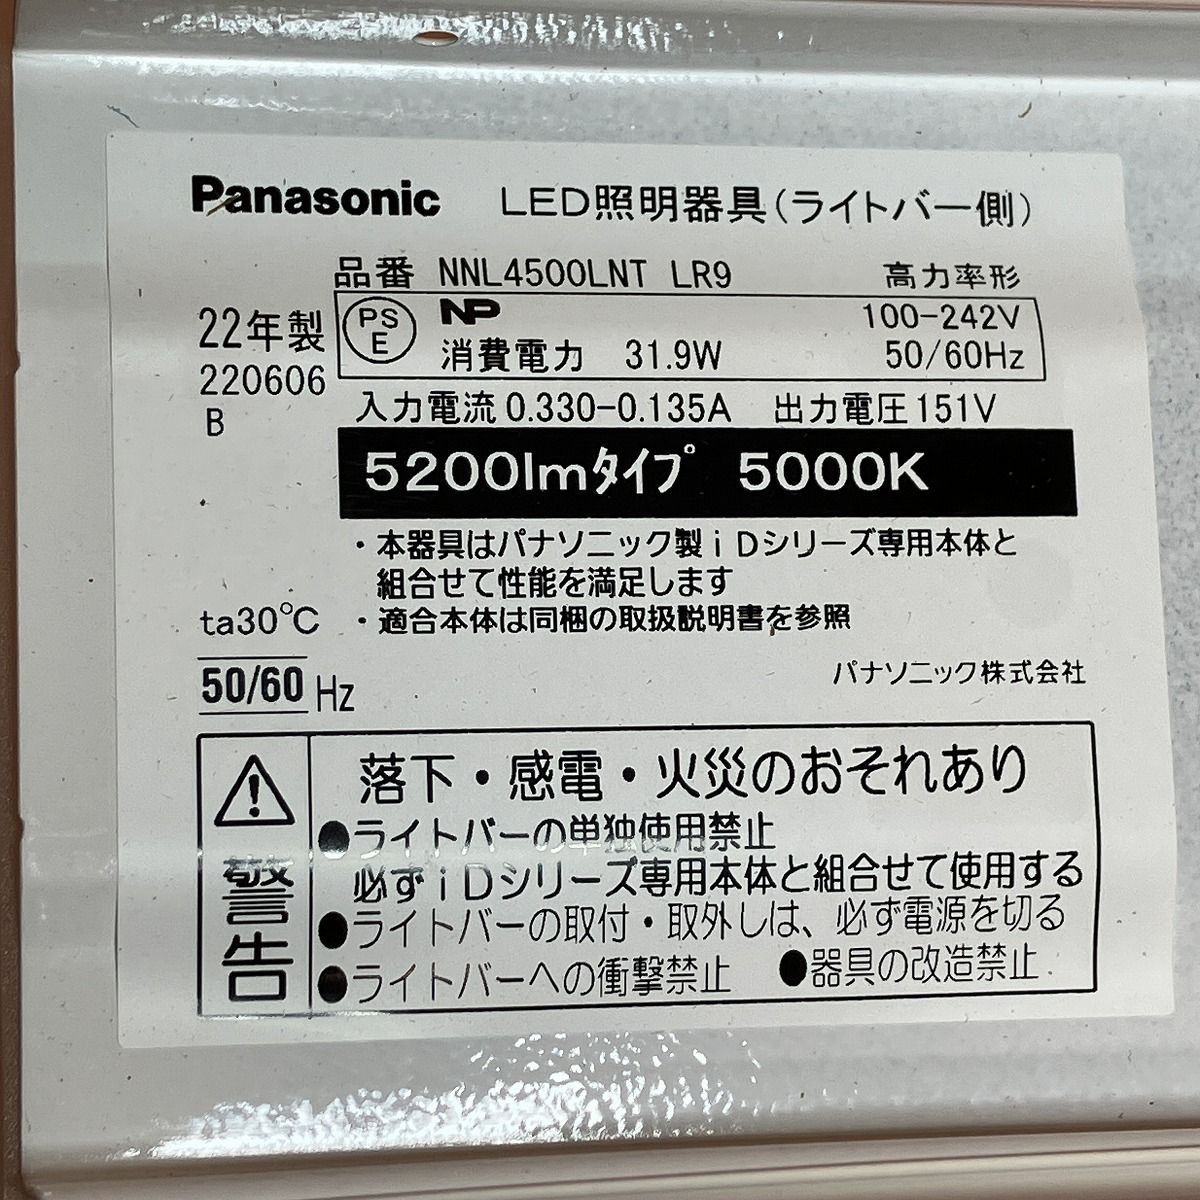 Panasonic LED照明器具(ライトバー側)
品番 NNL4500LNT LR9 高力率形
22年製
220606
B
PS
E
NP 100-242V
消費電力 31.9W 50/60Hz
入力電流 0.330-0.135A 出力電圧 151V
5200lmタイプ 5000K
・本器具はパナソニック製iDシリーズ専用本体と
組合せて性能を満足します
・適合本体は同梱の取扱説明書を参照
ta30℃
50/60 Hz
パナソニック株式会社
警告
落下・感電・火災のおそれあり
●ライトバーの単独使用禁止
必ずiDシリーズ専用本体と組合せて使用する
●ライトバーの取付・取外しは、必ず電源を切る
●ライトバーへの衝撃禁止 ●器具の改造禁止